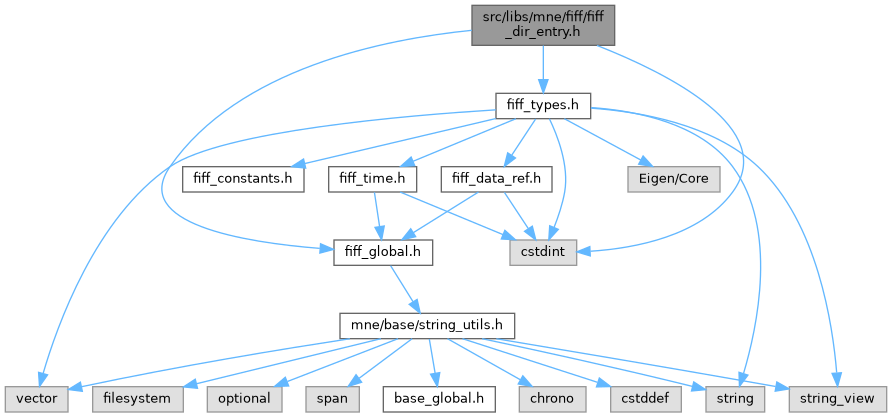 src/libs/mne/fiff/fiff
_dir_entry.h
fiff_types.h
fiff_constants.h
fiff_time.h
fiff_data_ref.h
Eigen/Core
fiff_global.h
cstdint
mne/base/string_utils.h
vector
filesystem
optional
span
base_global.h
chrono
cstddef
string
string_view